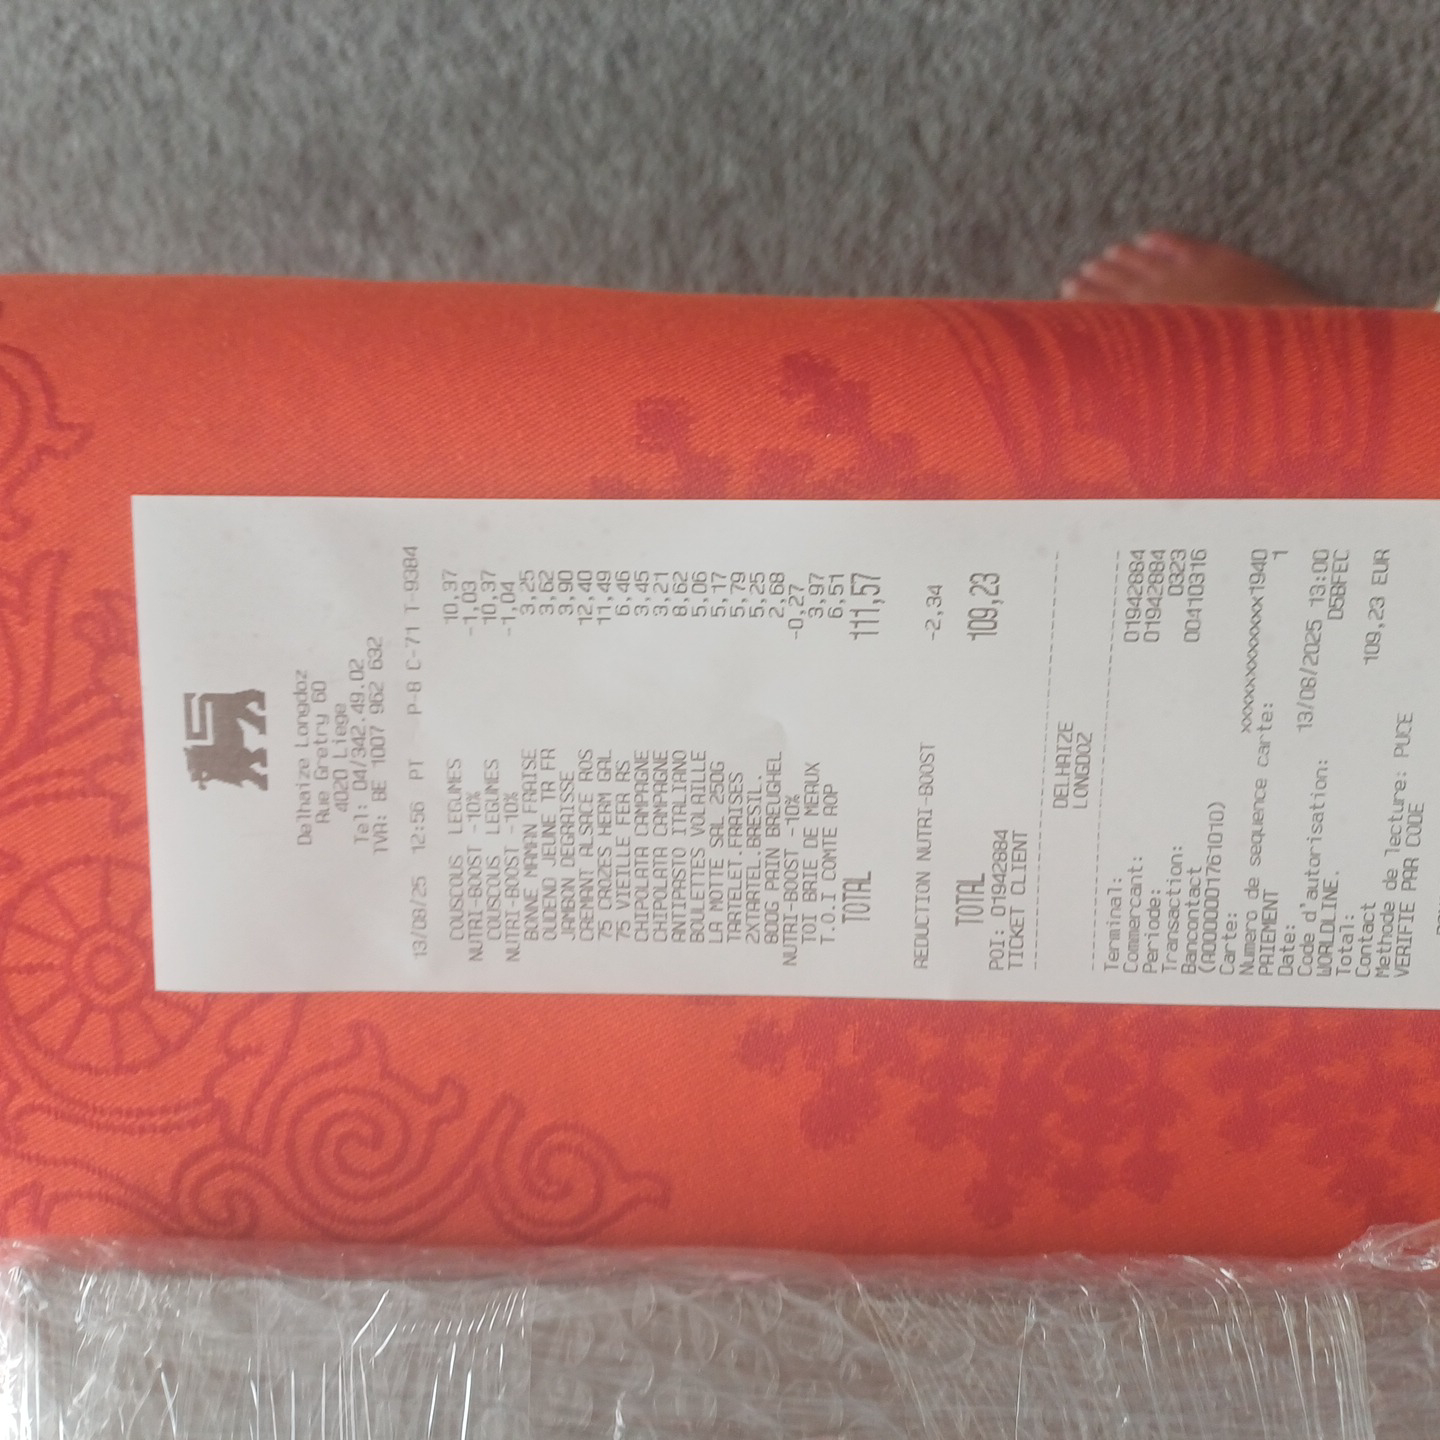 Delhaize Longdoz
Rue Gretry 60
4020 Liege
Tel: 04/342.49.02
TVA: BE 1007 962 632
13/08/25 12:56 PT P-8 C-71 T-9384
COUSCOUS LEGUMES 10,37
NUTRI-BOOST -10% -1,03
COUSCOUS LEGUMES 10,37
NUTRI-BOOST -10% -1,04
BONNE MAMAN FRAISE 3,25
OUDEND JEUNE TR FR 3,62
JAMBON DEGRAISSE 3,90
CREMANT ALSACE ROS 12,40
75 CROZES HERM GAL 11,49
75 VIEILLE FER RS 6,46
CHIPOLATA CAMPAGNE 3,45
CHIPOLATA CAMPAGNE 3,21
ANTIPASTO ITALIANO 8,62
BOULETTES VOLAILLE 5,06
LA MOTTE SAL 250G 5,17
TARTELET.FRAISES 5,79
2XTARTEL.BRESIL. 5,25
800G PAIN BREUGHEL 2,68
NUTRI-BOOST -10% -0,27
TOI BRIE DE MEAUX 3,97
T.O.I COMTE AOP 6,51
TOTAL 111,57
REDUCTION NUTRI-BOOST -2,34
TOTAL 109,23
POI: 01942884
TICKET CLIENT
DELHAIZE
LONGDOZ
Terminal: 01942884
Commercant: 01942884
Periode: 0323
Transaction: 00410316
Bancontact
(A0000001761010)
Carte: xxxxxxxxxxxxx1940
Numero de sequence carte: 1
PAIEMENT
Date: 13/08/2025 13:00
Code d'autorisation: D5BFEC
WORLDLINE.
Total: 109,23 EUR
Contact
Methode de lecture: PUCE
VERIFIE PAR CODE